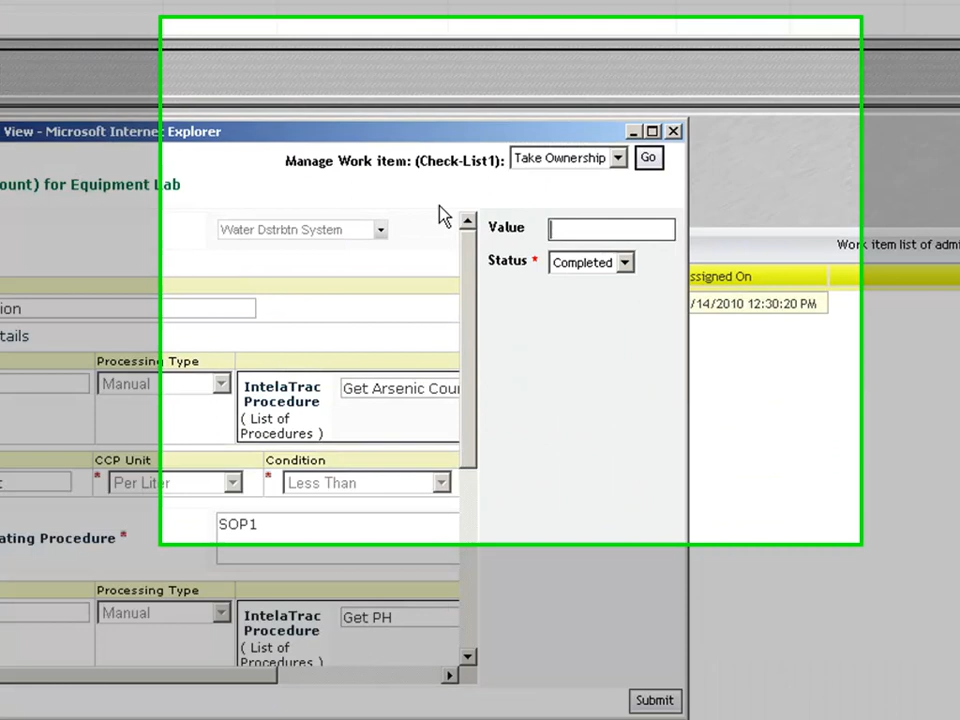 View - Microsoft Internet Explorer
Manage Work item: (Check-List1): Take Ownership Go
ount) for Equipment Lab
Water Dstrbtn System
Value
Status * Completed
Work item list of admi
ssigned On
/14/2010 12:30:20 PM
ion
tails
Processing Type
Manual
IntelaTrac Get Arsenic Cour
Procedure
( List of
Procedures )
CCP Unit Condition
* Per Liter * Less Than
SOP1
ating Procedure *
Processing Type
Manual
IntelaTrac Get PH
Procedure
( List of
Procedures )
Submit